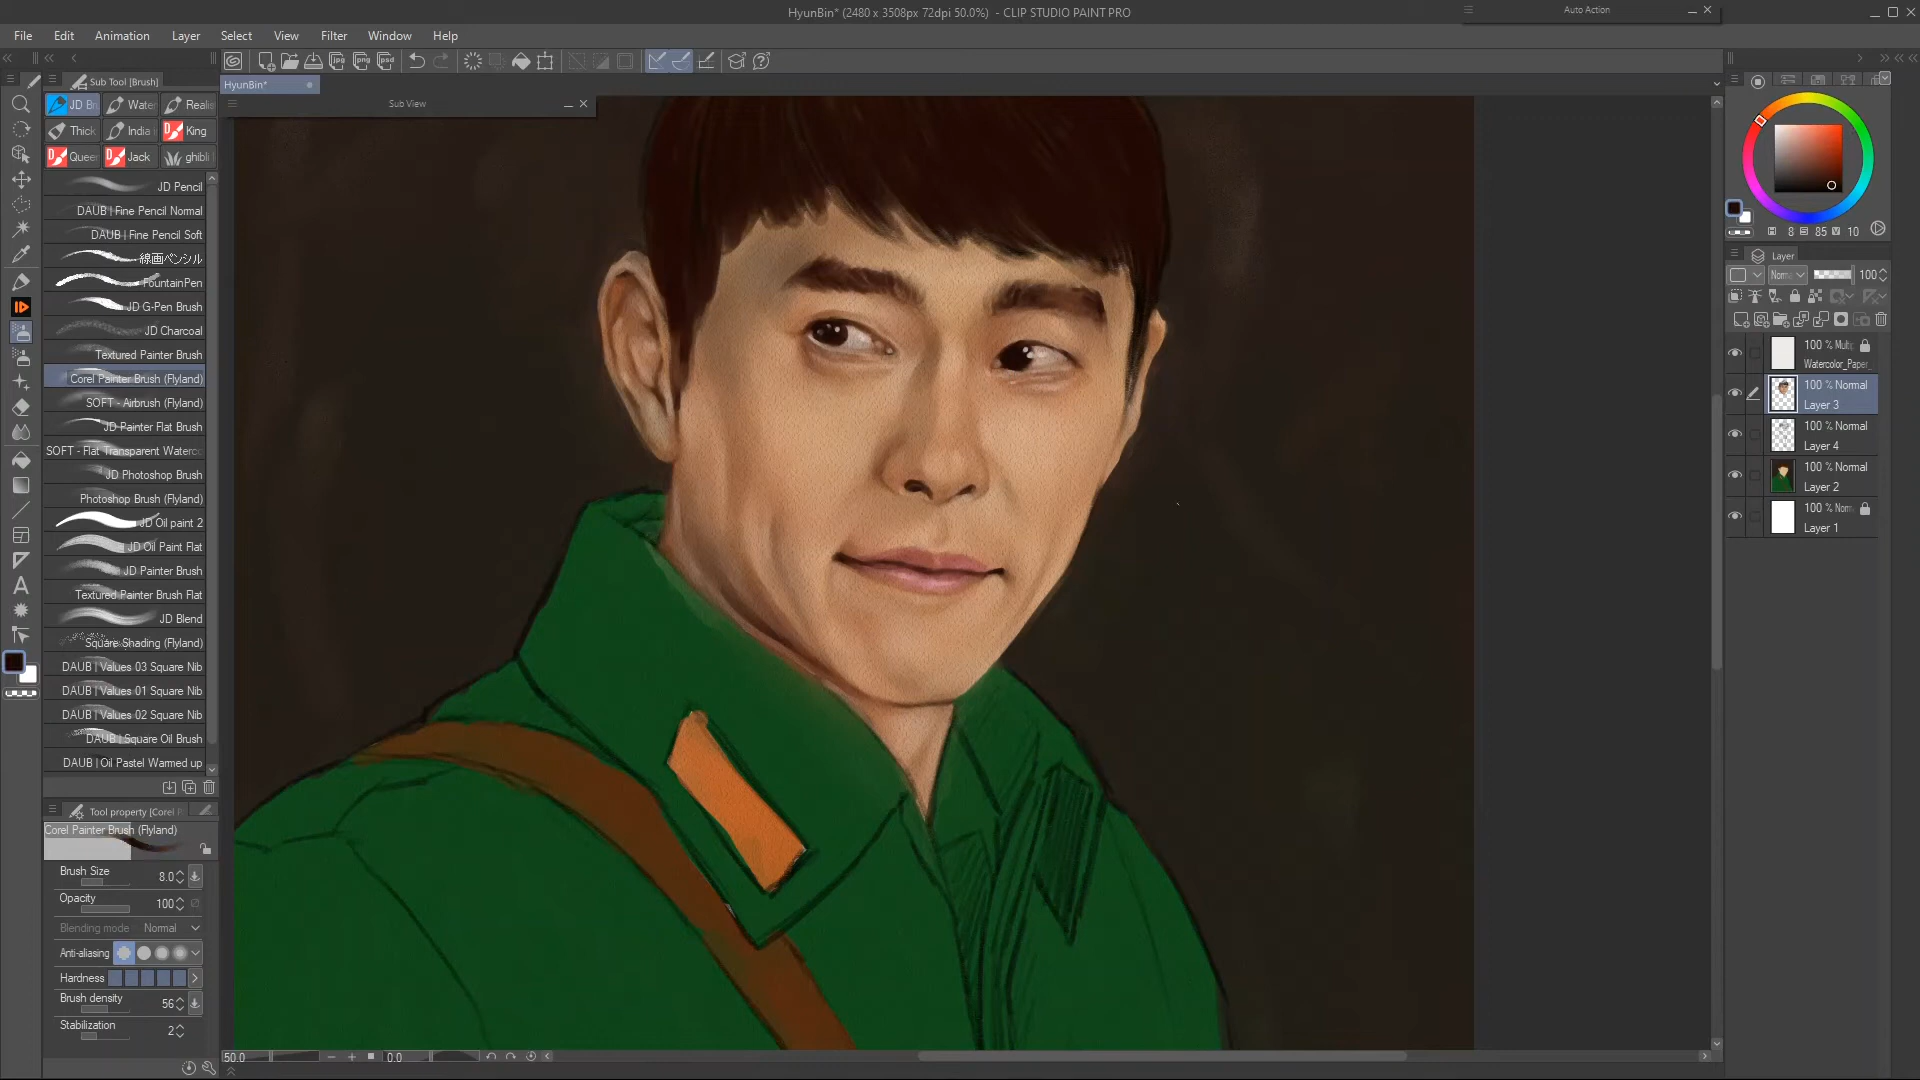 HyunBin* (2480 x 3508px 72dpi 50.0%) - CLIP STUDIO PAINT PRO
Auto Action
File Edit Animation Layer Select View Filter Window Help
Sub Tool [Brush]
HyunBin*
Sub View
JD Br Water Realis
Thick India King
Quee Jack ghibli
JD Pencil
DAUB | Fine Pencil Normal
DAUB | Fine Pencil Soft
線画ペンシル
FountainPen
JD G-Pen Brush
JD Charcoal
Textured Painter Brush
Corel Painter Brush (Flyland)
SOFT - Airbrush (Flyland)
JD Painter Flat Brush
SOFT - Flat Transparent Waterco
JD Photoshop Brush
Photoshop Brush (Flyland)
JD Oil paint 2
JD Oil Paint Flat
JD Painter Brush
Textured Painter Brush Flat
JD Blend
Square Shading (Flyland)
DAUB | Values 03 Square Nib
DAUB | Values 01 Square Nib
DAUB | Values 02 Square Nib
DAUB | Square Oil Brush
DAUB | Oil Pastel Warmed up
Tool property [Corel P
Corel Painter Brush (Flyland)
Brush Size 8.0
Opacity 100
Blending mode Normal
Anti-aliasing
Hardness
Brush density 56
Stabilization 2
50.0 0.0
H 8 S 85 V 10
Layer
Norma 100
100 % Multip
Watercolor_Paper_
100 % Normal
Layer 3
100 % Normal
Layer 4
100 % Normal
Layer 2
100 % Norm
Layer 1